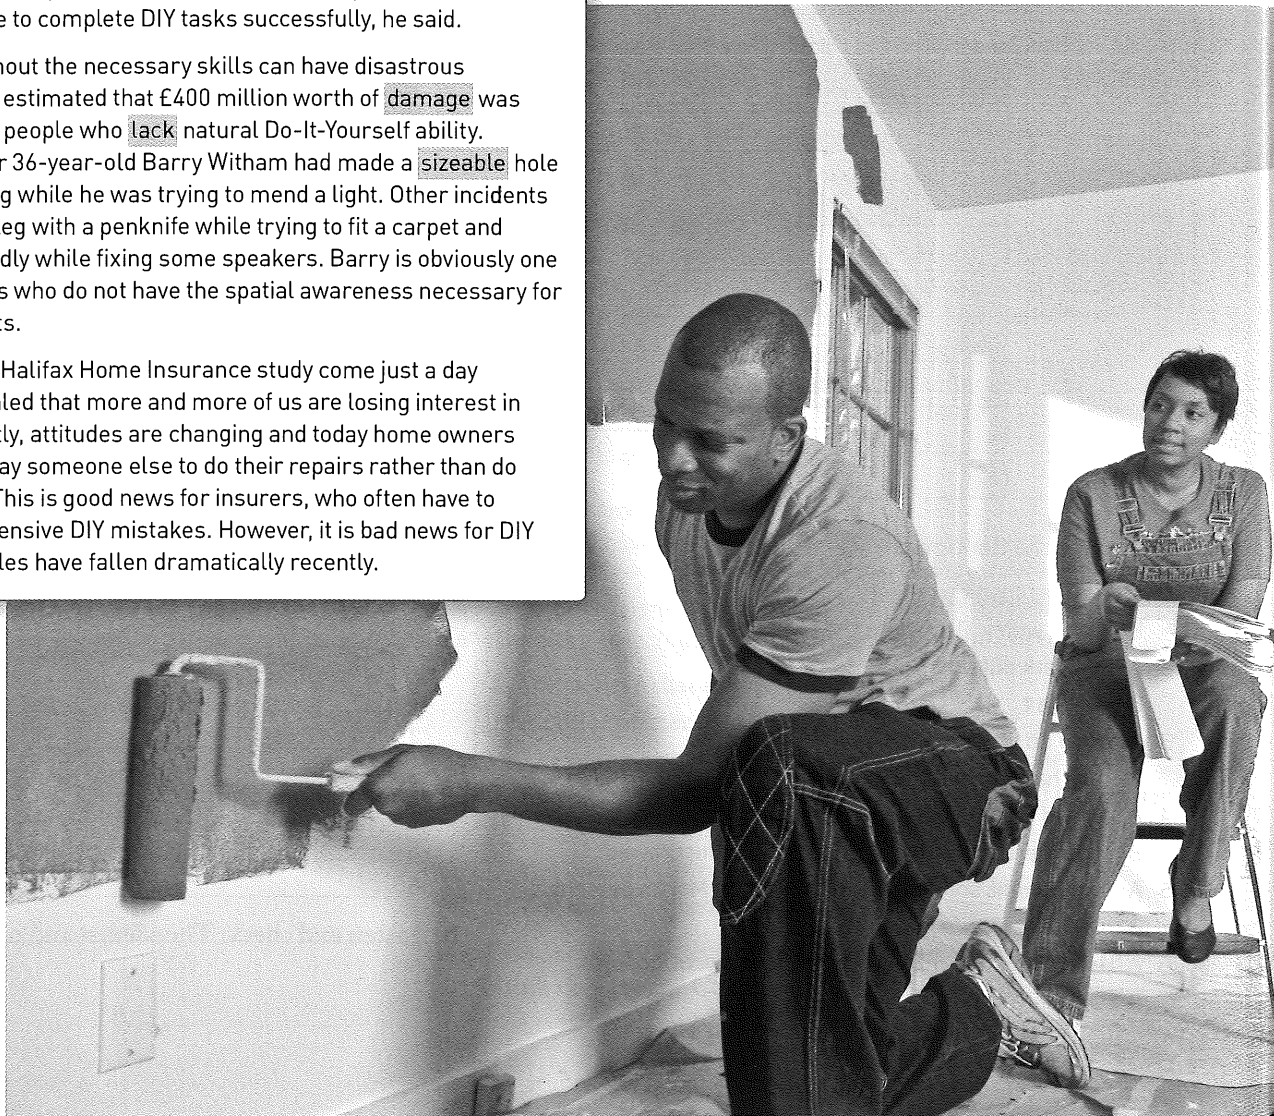 e to complete DIY tasks successfully, he said.
hout the necessary skills can have disastrous
estimated that £400 million worth of damage was
people who lack natural Do-It-Yourself ability.
r 36-year-old Barry Witham had made a sizeable hole
g while he was trying to mend a light. Other incidents
leg with a penknife while trying to fit a carpet and
dly while fixing some speakers. Barry is obviously one
s who do not have the spatial awareness necessary for
ts.
Halifax Home Insurance study come just a day
led that more and more of us are losing interest in
tly, attitudes are changing and today home owners
ay someone else to do their repairs rather than do
This is good news for insurers, who often have to
ensive DIY mistakes. However, it is bad news for DIY
les have fallen dramatically recently.